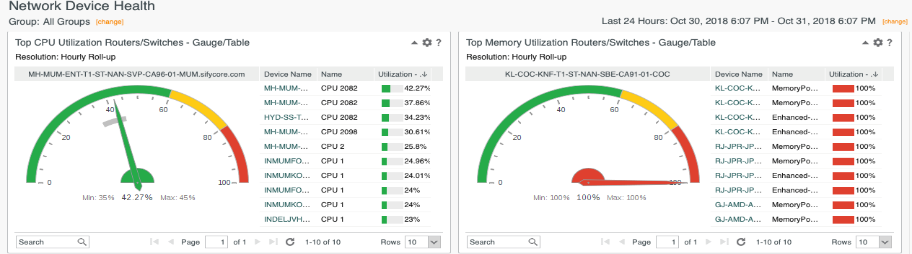 Network Device Health
Group: All Groups [change]
Last 24 Hours: Oct 30, 2018 6:07 PM - Oct 31, 2018 6:07 PM [change]
Top CPU Utilization Routers/Switches - Gauge/Table ?
Resolution: Hourly Roll-up
MH-MUM-ENT-T1-ST-NAN-SVP-CA96-01-MUM.sifycore.com
0 20 40 60 80 100
Min: 35% 42.27% Max: 45%
Device Name Name Utilization - .
MH-MUM-... CPU 2082 42.27%
MH-MUM-... CPU 2082 37.86%
HYD-SS-T... CPU 2082 34.23%
MH-MUM-... CPU 2096 30.61%
MH-MUM-... CPU 2 25.8%
INMUMFO... CPU 1 24.96%
INMUMKO... CPU 1 24.01%
INMUMFO... CPU 1 24%
INMUMKO... CPU 1 24%
INDELJVH... CPU 1 23%
Search Page 1 of 1 1-10 of 10 Rows 10
Top Memory Utilization Routers/Switches - Gauge/Table ?
Resolution: Hourly Roll-up
KL-COC-KNF-T1-ST-NAN-SBE-CA91-01-COC
0 20 40 60 80 100
Min: 100% 100% Max: 100%
Device Name Name Utilization - .
KL-COC-K... MemoryPo... 100%
KL-COC-K... MemoryPo... 100%
KL-COC-K... Enhanced-... 100%
KL-COC-K... Enhanced-... 100%
RJ-JPR-JP... MemoryPo... 100%
RJ-JPR-JP... MemoryPo... 100%
RJ-JPR-JP... Enhanced-... 100%
RJ-JPR-JP... Enhanced-... 100%
GJ-AMD-A... MemoryPo... 100%
GJ-AMD-A... MemoryPo... 100%
Search Page 1 of 1 1-10 of 10 Rows 10